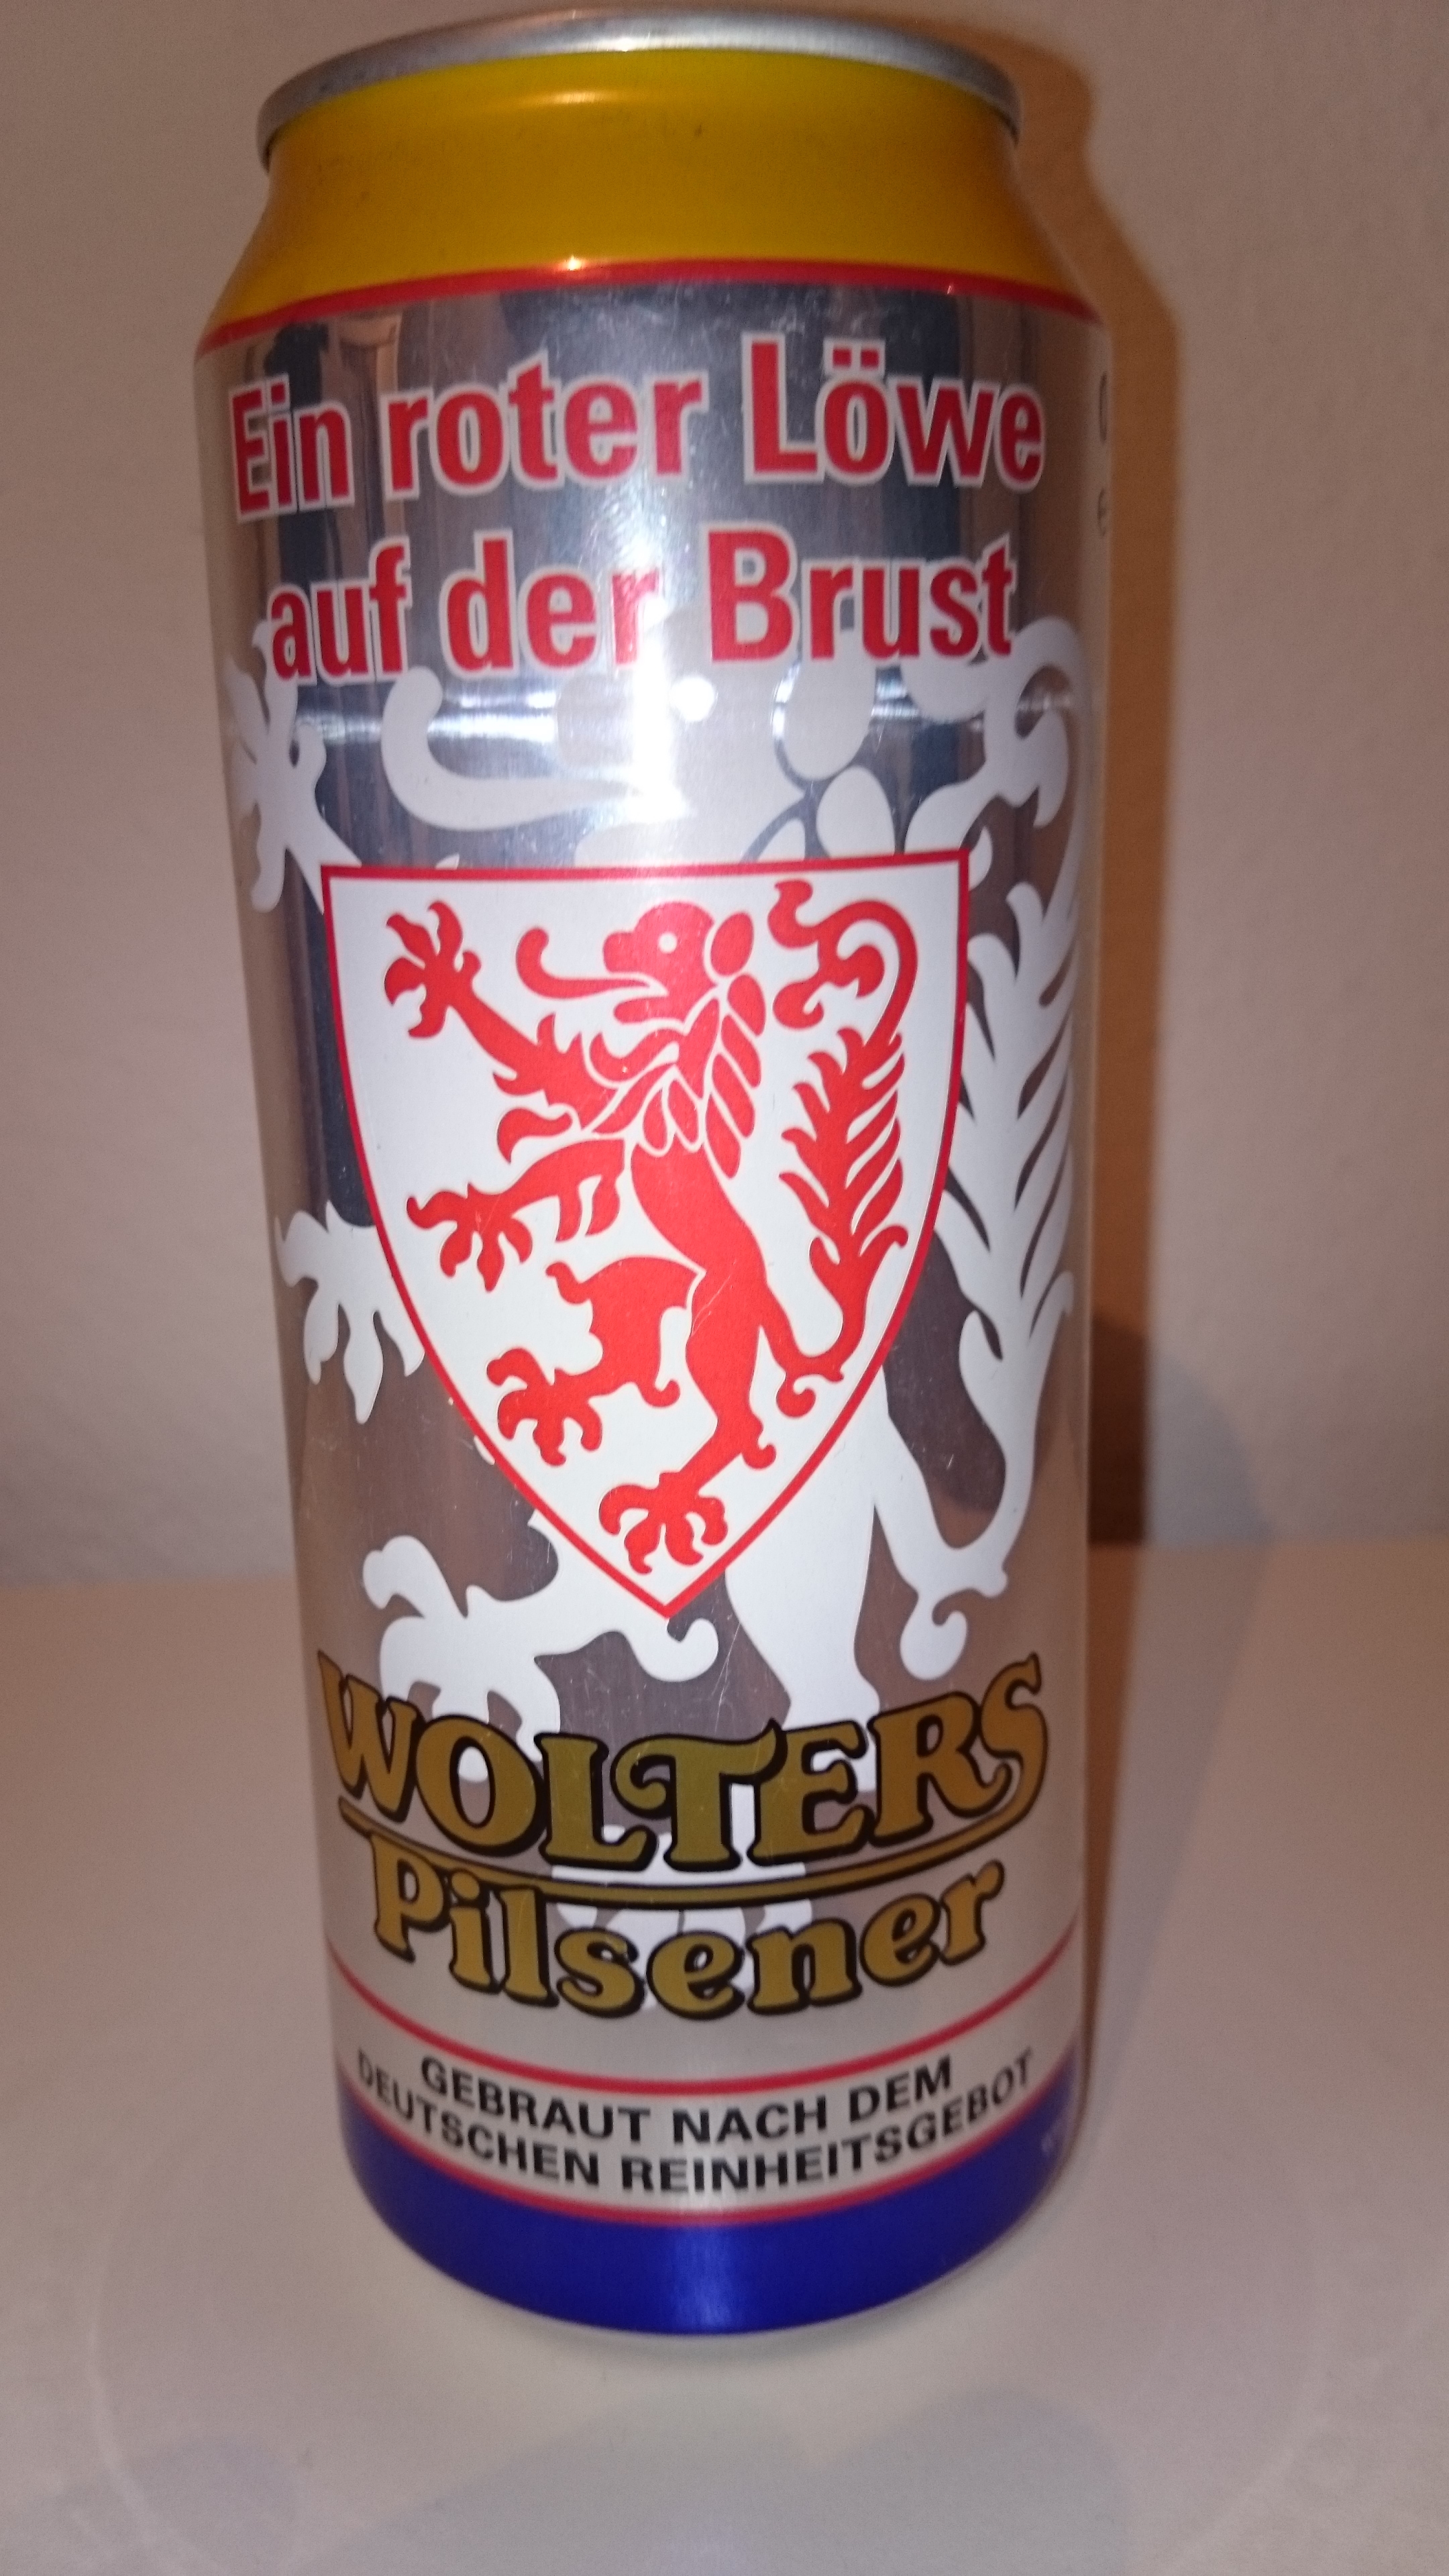 Ein roter Löwe
auf der Brust
WOLTERS
Pilsener
GEBRAUT NACH DEM
DEUTSCHEN REINHEITSGEBOT